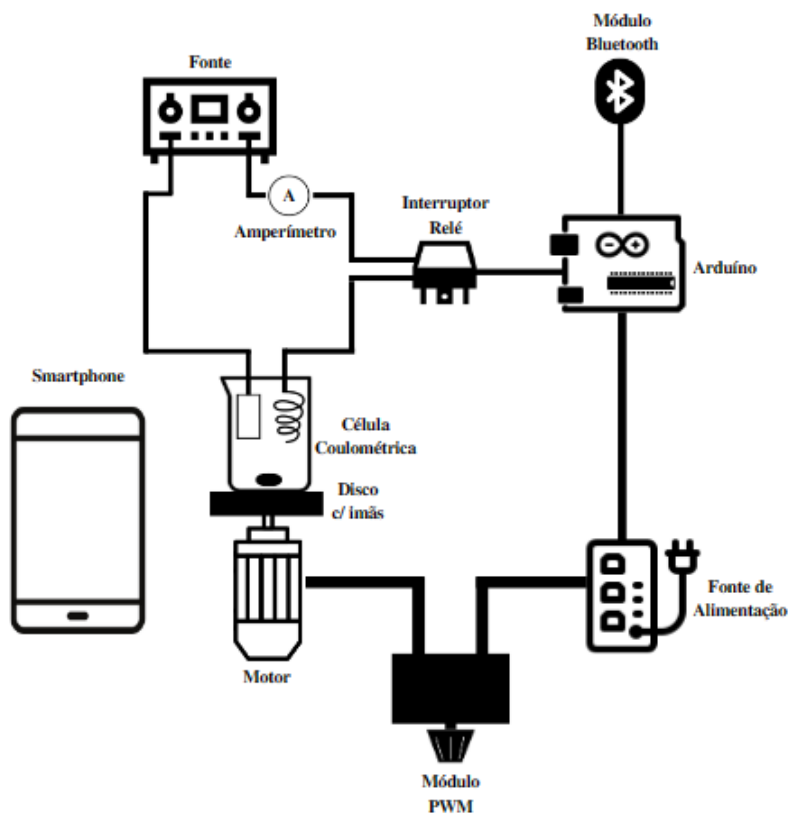 Módulo
Bluetooth
Fonte
A
Amperímetro
Interruptor
Relé
Arduíno
Smartphone
Célula
Coulométrica
Disco
c/ imãs
Fonte de
Alimentação
Motor
Módulo
PWM